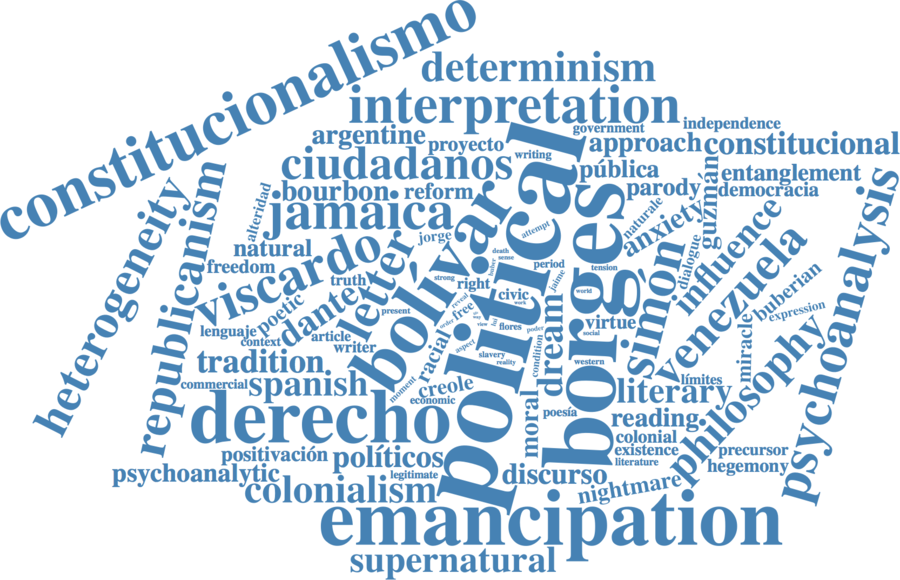 constitucionalismo
determinism
interpretation
government
independence
argentine
proyecto
writing
approach
constitutional
ciudadanos
pública
entanglement
bourbon
reform
parody
democracia
alteridad
jamaica
naturale
anxiety
guzmán
heterogeneity
republicanism
natural
jorge
bolívar
political
borges
attempt
influence
freedom
viscardo
truth
letter
death
sense
buber
strong
right
period
jaime
tension
simón
dialogue
venezuela
buberian
expression
psychoanalysis
poetic
dante
present
reveal
civic
work
world
lenguaje
context
article
writer
order
free
view
flores
poder
virtue
social
miracle
tradition
racial
aspect
slavery
reality
condition
dream
western
commercial
spanish
moment
creole
economic
literary
límites
philosophy
derecho
moral
poesía
reading
colonial
existence
literature
precursor
hegemony
positivación
políticos
psychoanalytic
legitimate
discurso
nightmare
colonialism
emancipation
supernatural